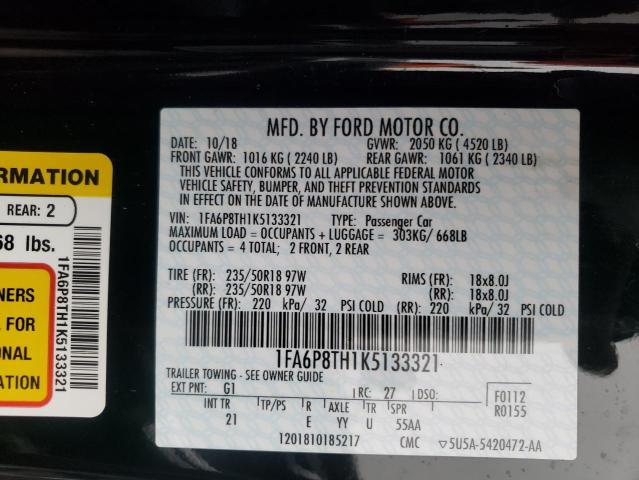 RMATION
REAR: 2
68 lbs.
NERS
FOR
ONAL
ATION
1FA6P8TH1K5133321
MFD. BY FORD MOTOR CO.
DATE: 10/18 GVWR: 2050 KG ( 4520 LB)
FRONT GAWR: 1016 KG ( 2240 LB) REAR GAWR: 1061 KG ( 2340 LB)
THIS VEHICLE CONFORMS TO ALL APPLICABLE FEDERAL MOTOR
VEHICLE SAFETY, BUMPER, AND THEFT PREVENTION STANDARDS
IN EFFECT ON THE DATE OF MANUFACTURE SHOWN ABOVE.
VIN: 1FA6P8TH1K5133321 TYPE: Passenger Car
MAXIMUM LOAD = OCCUPANTS + LUGGAGE = 303KG/ 668LB
OCCUPANTS = 4 TOTAL; 2 FRONT, 2 REAR
TIRE (FR): 235/50R18 97W RIMS (FR): 18x8.0J
(RR): 235/50R18 97W (RR): 18x8.0J
PRESSURE (FR): 220 kPa/ 32 PSI COLD (RR): 220 kPa/ 32 PSI COLD
1FA6P8TH1K5133321
TRAILER TOWING - SEE OWNER GUIDE
EXT PNT: G1 RC: 27 DSO: F0112
INT TR TP/PS R AXLE TR SPR R0155
21 E YY U 55AA
1201810185217 CMC ▽5U5A-5420472-AA